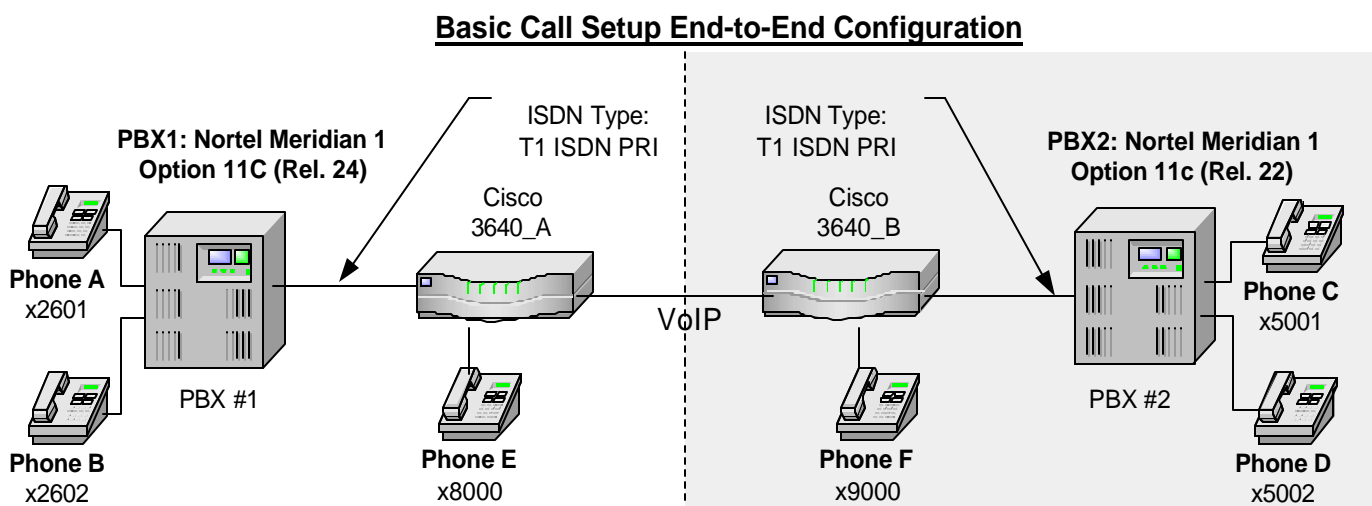 Basic Call Setup End-to-End Configuration
PBX1: Nortel Meridian 1
Option 11C (Rel. 24)
ISDN Type:
T1 ISDN PRI
ISDN Type:
T1 ISDN PRI
PBX2: Nortel Meridian 1
Option 11c (Rel. 22)
Cisco
3640_A
Cisco
3640_B
Phone A
x2601
VoIP
Phone C
x5001
PBX #1
PBX #2
Phone B
x2602
Phone E
x8000
Phone F
x9000
Phone D
x5002